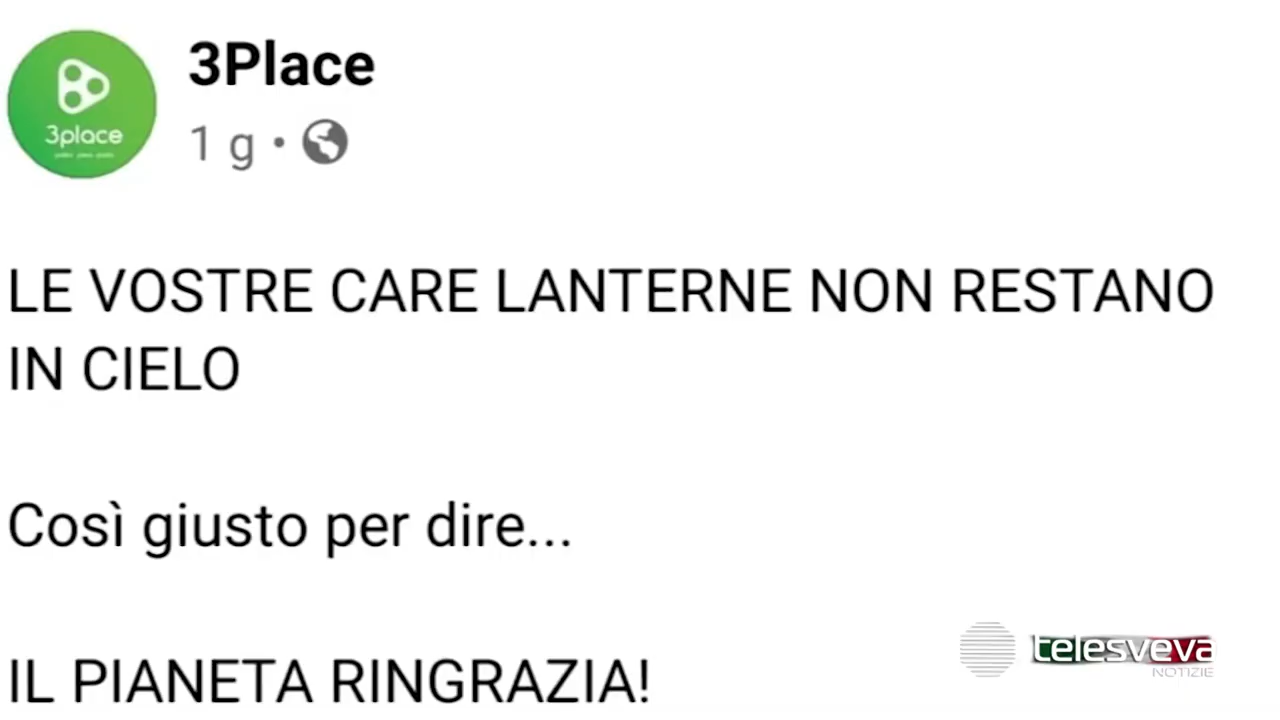 3Place
3place
1 g •
LE VOSTRE CARE LANTERNE NON RESTANO
IN CIELO
Così giusto per dire...
IL PIANETA RINGRAZIA!
telesveva
NOTIZIE